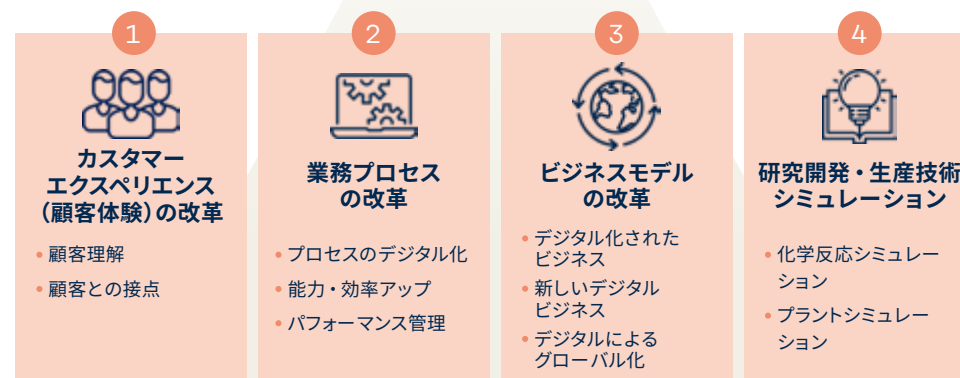 1
カスタマー
エクスペリエンス
（顧客体験）の改革
• 顧客理解
• 顧客との接点
2
業務プロセス
の改革
• プロセスのデジタル化
• 能力・効率アップ
• パフォーマンス管理
3
ビジネスモデル
の改革
• デジタル化された
ビジネス
• 新しいデジタル
ビジネス
• デジタルによる
グローバル化
4
研究開発・生産技術
シミュレーション
• 化学反応シミュレー
ション
• プラントシミュレー
ション